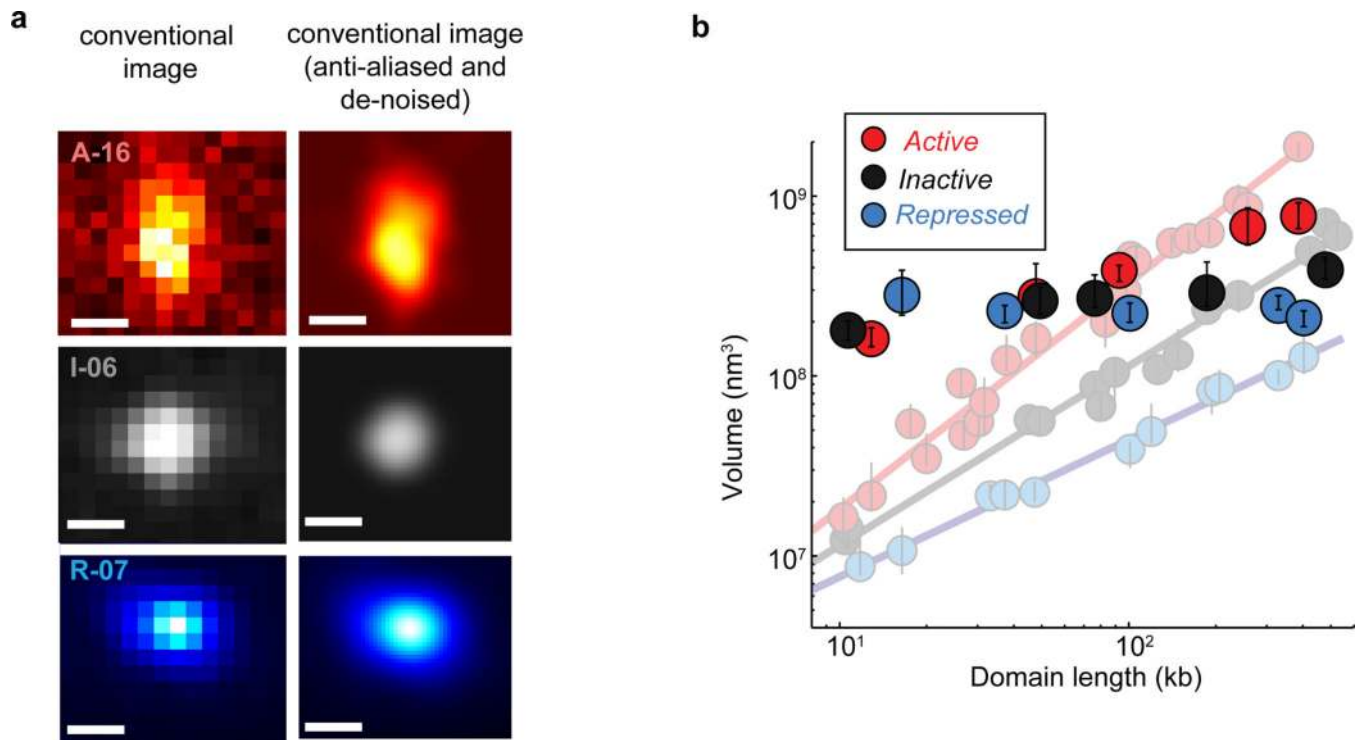 a
conventional
image
conventional image
(anti-aliased and
de-noised)
A-16
I-06
R-07
b
Active
Inactive
Repressed
10⁹
10⁸
10⁷
Volume (nm³)
10¹
10²
Domain length (kb)